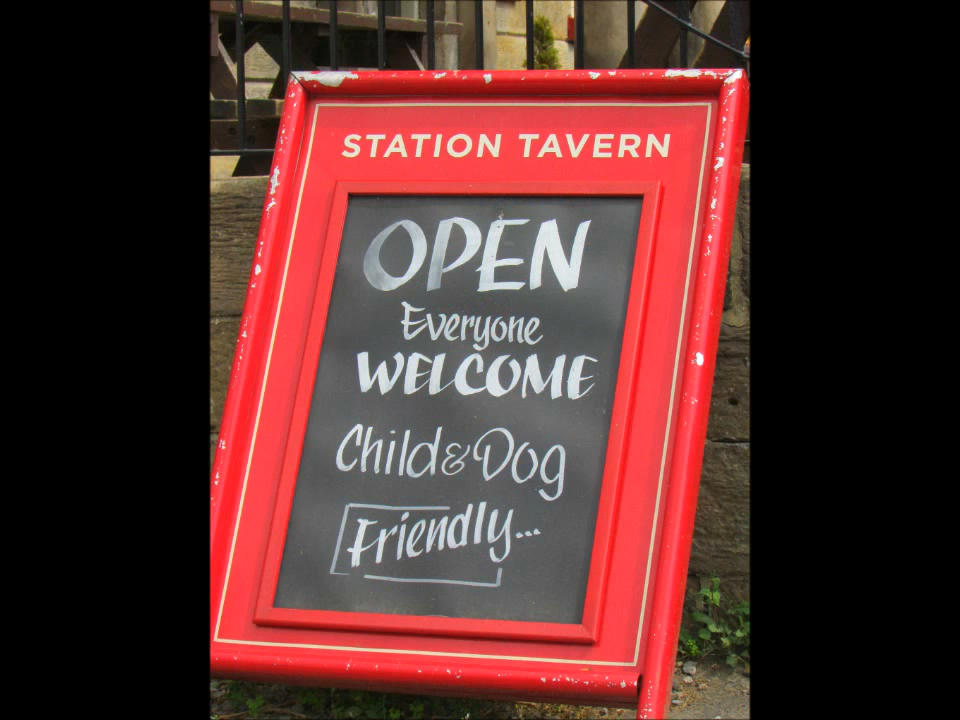 STATION TAVERN
OPEN
Everyone
WELCOME
Child & Dog
Friendly...